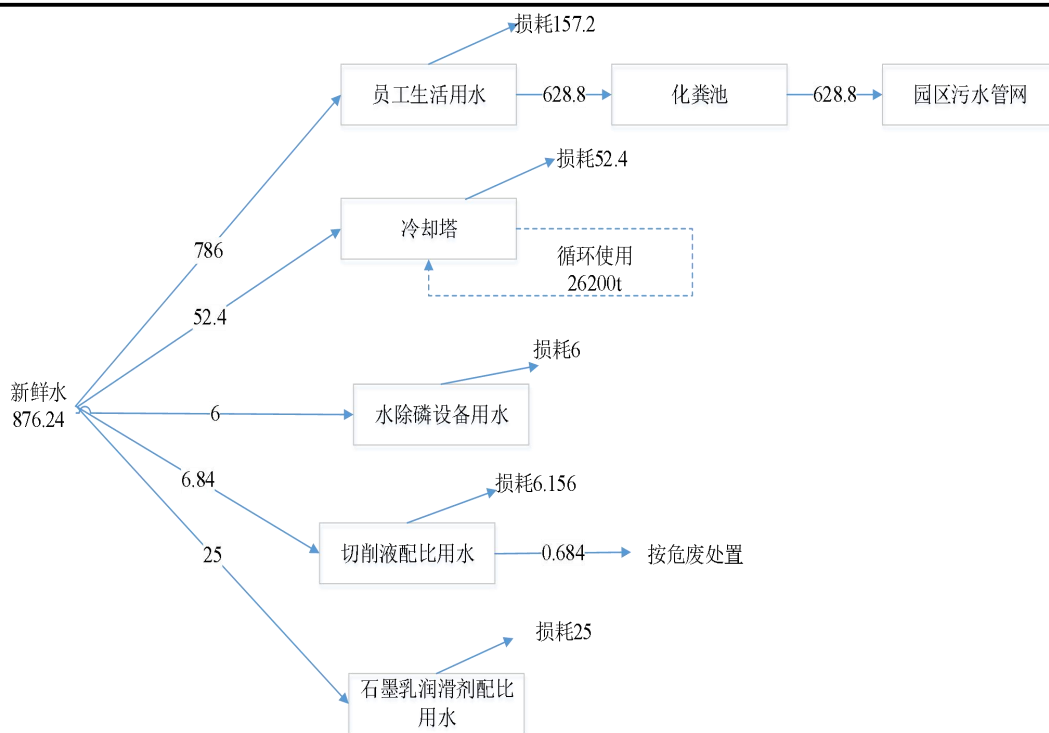 损耗157.2
员工生活用水
628.8
化粪池
628.8
园区污水管网
损耗52.4
冷却塔
循环使用
26200t
786
52.4
损耗6
新鲜水
876.24
6
水除磷设备用水
6.84
损耗6.156
切削液配比用水
0.684
按危废处置
25
损耗25
石墨乳润滑剂配比
用水